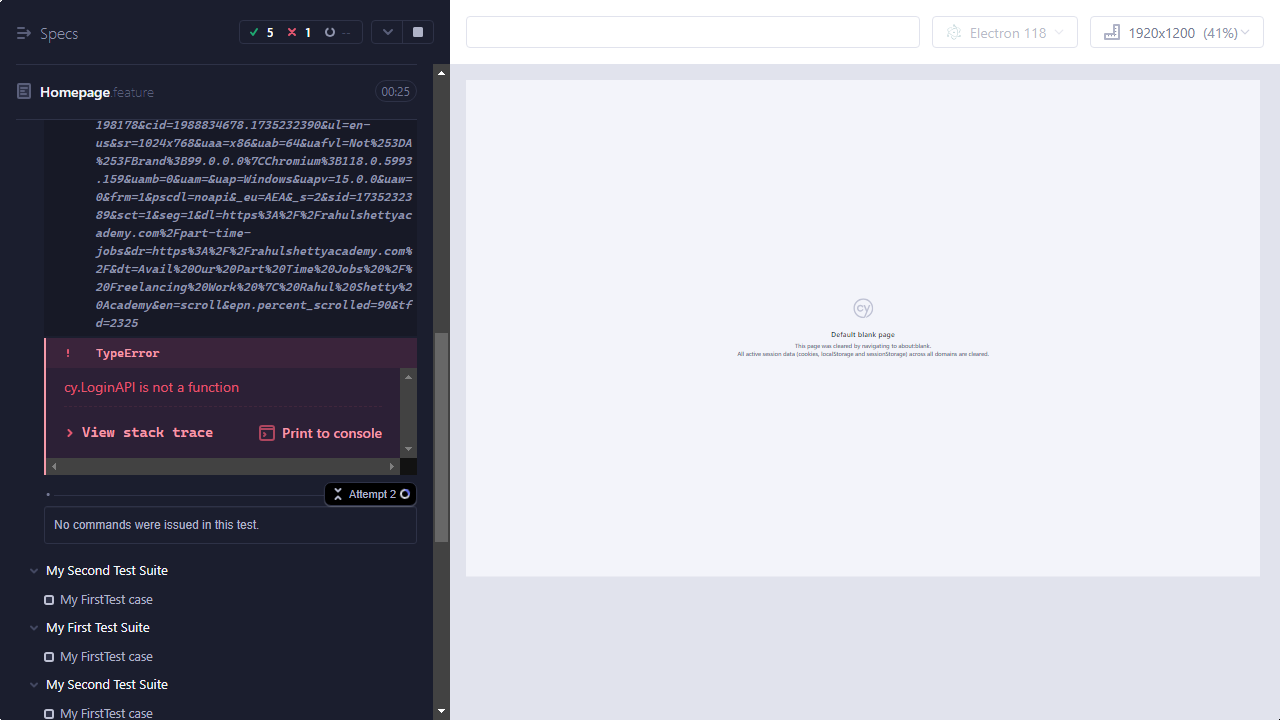 Specs
5 1 --
Electron 118
1920x1200 (41%)
Homepage.feature
00:25
198178&cid=1988834678.1735232390&ul=en-
us&sr=1024x768&uaa=x86&uab=64&uafvl=Not%253DA
%253FBrand%3B99.0.0.0%7CChromium%3B118.0.5993
.159&uamb=0&uam=&uap=Windows&uapv=15.0.0&uaw=
0&frm=1&pscdl=noapi&_eu=AEA&_s=2&sid=17352323
89&sct=1&seg=1&dl=https%3A%2F%2Frahulshettyac
ademy.com%2Fpart-time-
jobs&dr=https%3A%2F%2Frahulshettyacademy.com%
2F&dt=Avail%20Our%20Part%20Time%20Jobs%20%2F%
20Freelancing%20Work%20%7C%20Rahul%20Shetty%2
0Academy&en=scroll&epn.percent_scrolled=90&tf
d=2325
! TypeError
cy.LoginAPI is not a function
View stack trace
Print to console
Attempt 2
No commands were issued in this test.
My Second Test Suite
My FirstTest case
My First Test Suite
My FirstTest case
My Second Test Suite
My FirstTest case
cy
Default blank page
This page was cleared by navigating to about:blank.
All active session data (cookies, localStorage and sessionStorage) across all domains are cleared.